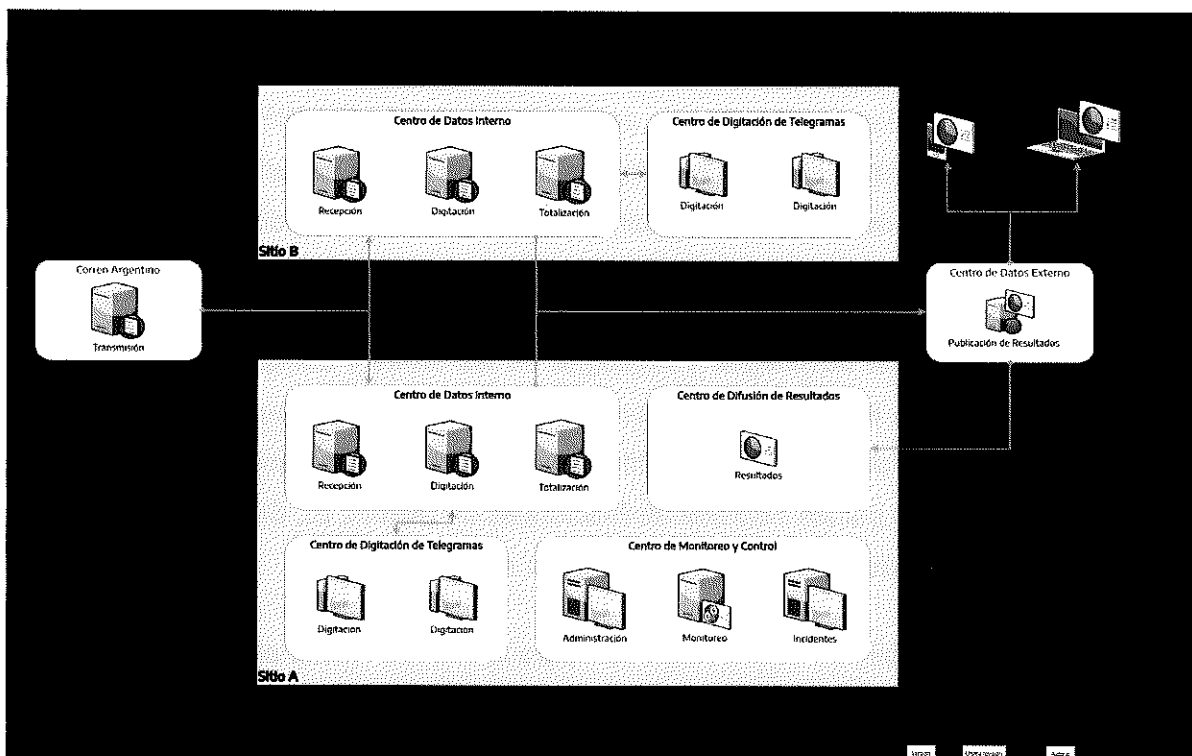 Centro de Datos Interno
Centro de Digitación de Telegramas
Recepción
Digitación
Totalización
Digitación
Digitación
Sitio B
Correo Argentino
Transmisión
Centro de Datos Externo
Publicación de Resultados
Centro de Datos Interno
Centro de Difusión de Resultados
Recepción
Digitación
Totalización
Resultados
Centro de Digitación de Telegramas
Centro de Monitoreo y Control
Digitación
Digitación
Administración
Monitoreo
Incidentes
Sitio A